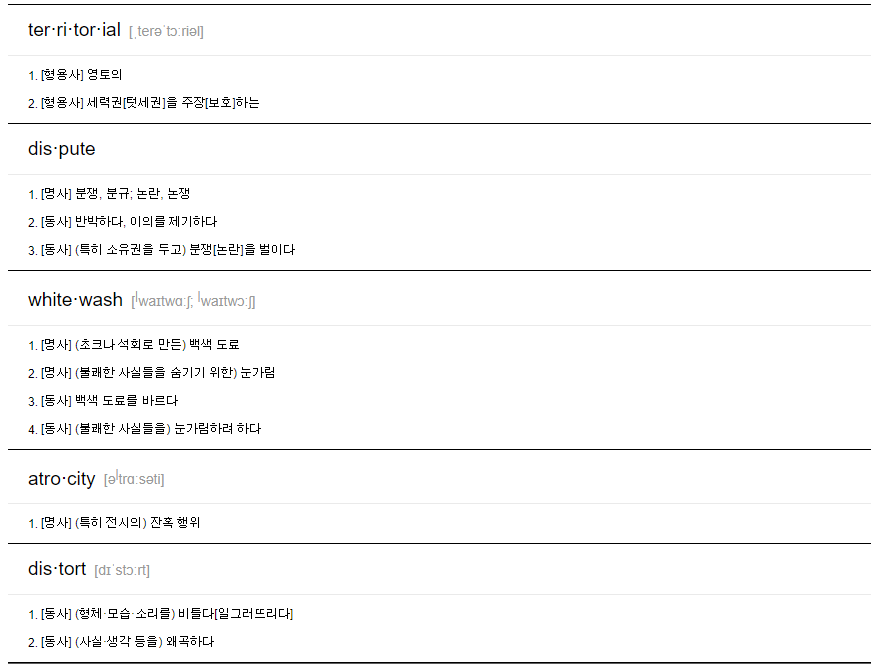 ter·ri·tor·ial [ˌterəˈtɔːriəl]
1. [형용사] 영토의
2. [형용사] 세력권[텃세권]을 주장[보호]하는
dis·pute
1. [명사] 분쟁, 분규; 논란, 논쟁
2. [동사] 반박하다, 이의를 제기하다
3. [동사] (특히 소유권을 두고) 분쟁[논란]을 벌이다
white·wash [ˈwaɪtwɑːʃ; ˈwaɪtwɔːʃ]
1. [명사] (초크나 석회로 만든) 백색 도료
2. [명사] (불쾌한 사실들을 숨기기 위한) 눈가림
3. [동사] 백색 도료를 바르다
4. [동사] (불쾌한 사실들을) 눈가림하려 하다
atro·city [əˈtrɑːsəti]
1. [명사] (특히 전시의) 잔혹 행위
dis·tort [dɪˈstɔːrt]
1. [동사] (형체·모습·소리를) 비틀다[일그러뜨리다]
2. [동사] (사실·생각 등을) 왜곡하다